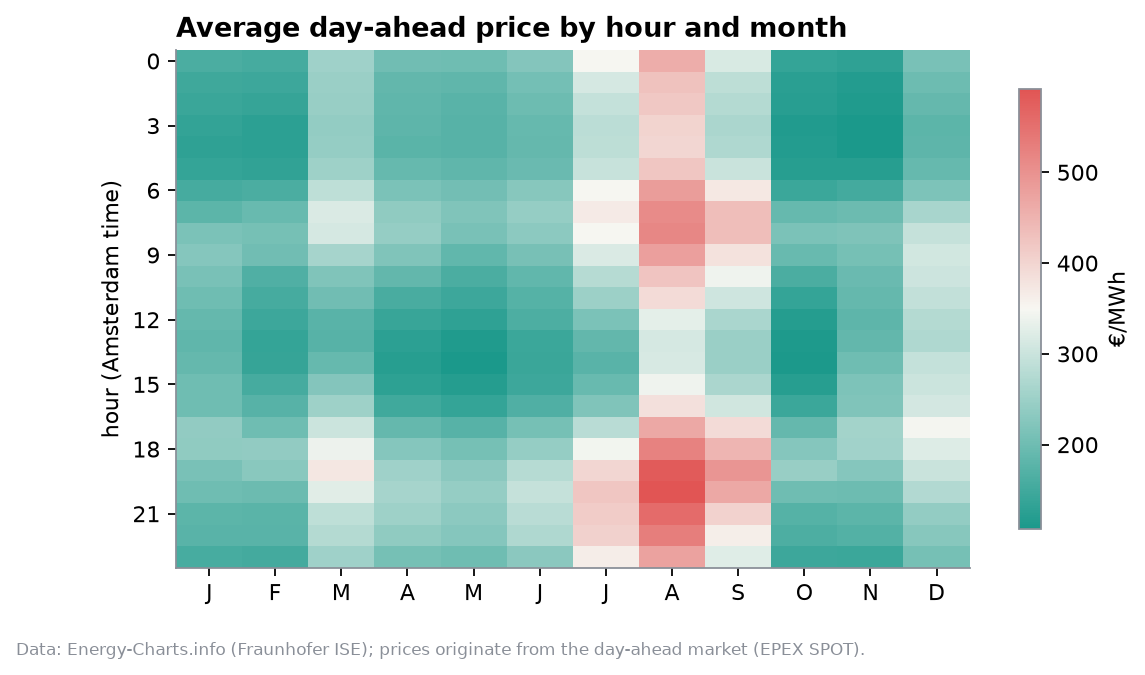 Average day-ahead price by hour and month
0
3
6
9
12
15
18
21
hour (Amsterdam time)
J F M A M J J A S O N D
500
400
300
200
€/MWh
Data: Energy-Charts.info (Fraunhofer ISE); prices originate from the day-ahead market (EPEX SPOT).